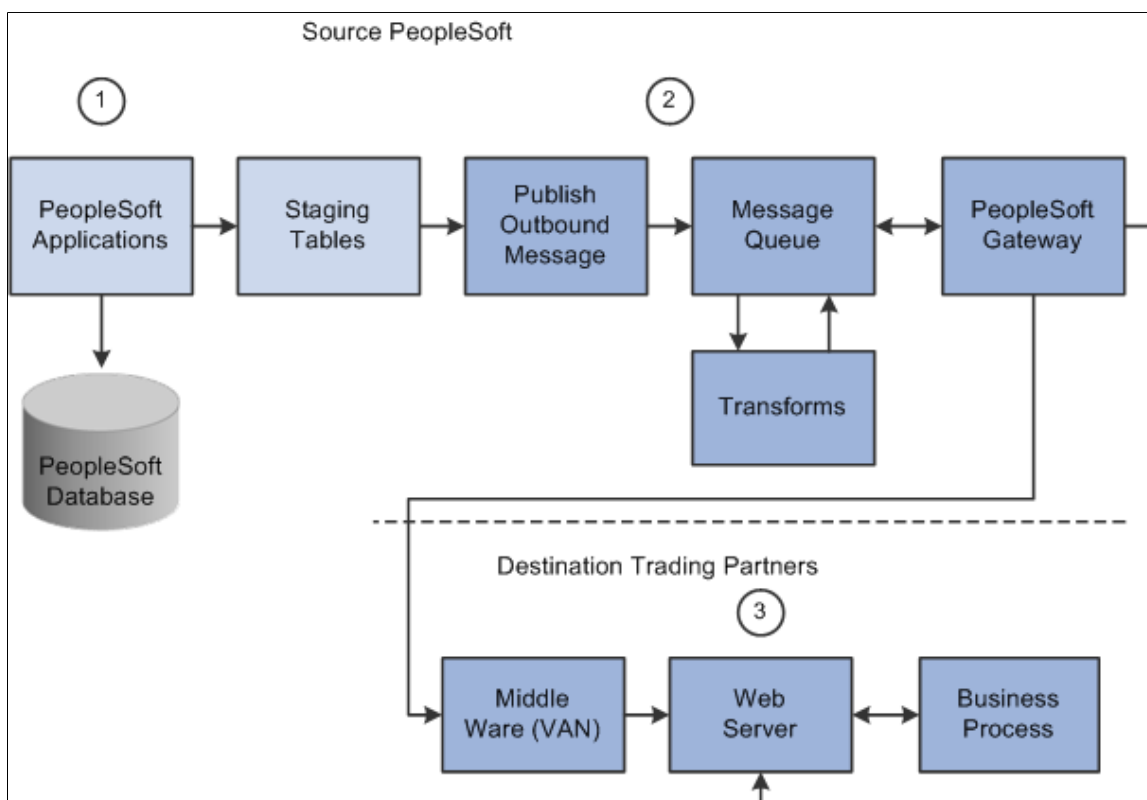 Source PeopleSoft
1
2
PeopleSoft
Applications
Staging
Tables
Publish
Outbound
Message
Message
Queue
PeopleSoft
Gateway
Transforms
PeopleSoft
Database
Destination Trading Partners
3
Middle
Ware (VAN)
Web
Server
Business
Process